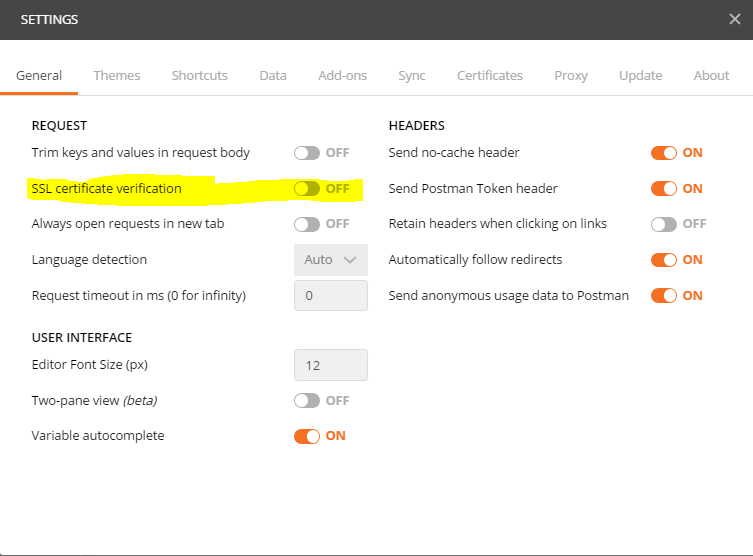 SETTINGS
General Themes Shortcuts Data Add-ons Sync Certificates Proxy Update About
REQUEST
Trim keys and values in request body OFF
SSL certificate verification OFF
Always open requests in new tab OFF
Language detection Auto
Request timeout in ms (0 for infinity) 0
USER INTERFACE
Editor Font Size (px) 12
Two-pane view (beta) OFF
Variable autocomplete ON
HEADERS
Send no-cache header ON
Send Postman Token header ON
Retain headers when clicking on links OFF
Automatically follow redirects ON
Send anonymous usage data to Postman ON